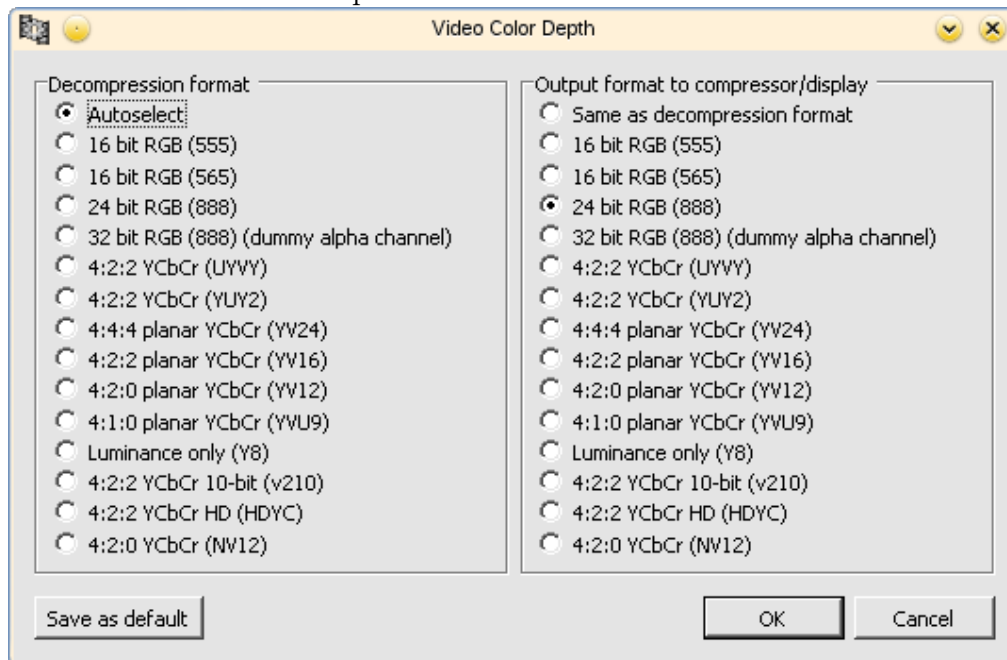 Video Color Depth
Decompression format
Autoselect
16 bit RGB (555)
16 bit RGB (565)
24 bit RGB (888)
32 bit RGB (888) (dummy alpha channel)
4:2:2 YCbCr (UYVY)
4:2:2 YCbCr (YUY2)
4:4:4 planar YCbCr (YV24)
4:2:2 planar YCbCr (YV16)
4:2:0 planar YCbCr (YV12)
4:1:0 planar YCbCr (YVU9)
Luminance only (Y8)
4:2:2 YCbCr 10-bit (v210)
4:2:2 YCbCr HD (HDYC)
4:2:0 YCbCr (NV12)
Output format to compressor/display
Same as decompression format
16 bit RGB (555)
16 bit RGB (565)
24 bit RGB (888)
32 bit RGB (888) (dummy alpha channel)
4:2:2 YCbCr (UYVY)
4:2:2 YCbCr (YUY2)
4:4:4 planar YCbCr (YV24)
4:2:2 planar YCbCr (YV16)
4:2:0 planar YCbCr (YV12)
4:1:0 planar YCbCr (YVU9)
Luminance only (Y8)
4:2:2 YCbCr 10-bit (v210)
4:2:2 YCbCr HD (HDYC)
4:2:0 YCbCr (NV12)
Save as default
OK
Cancel